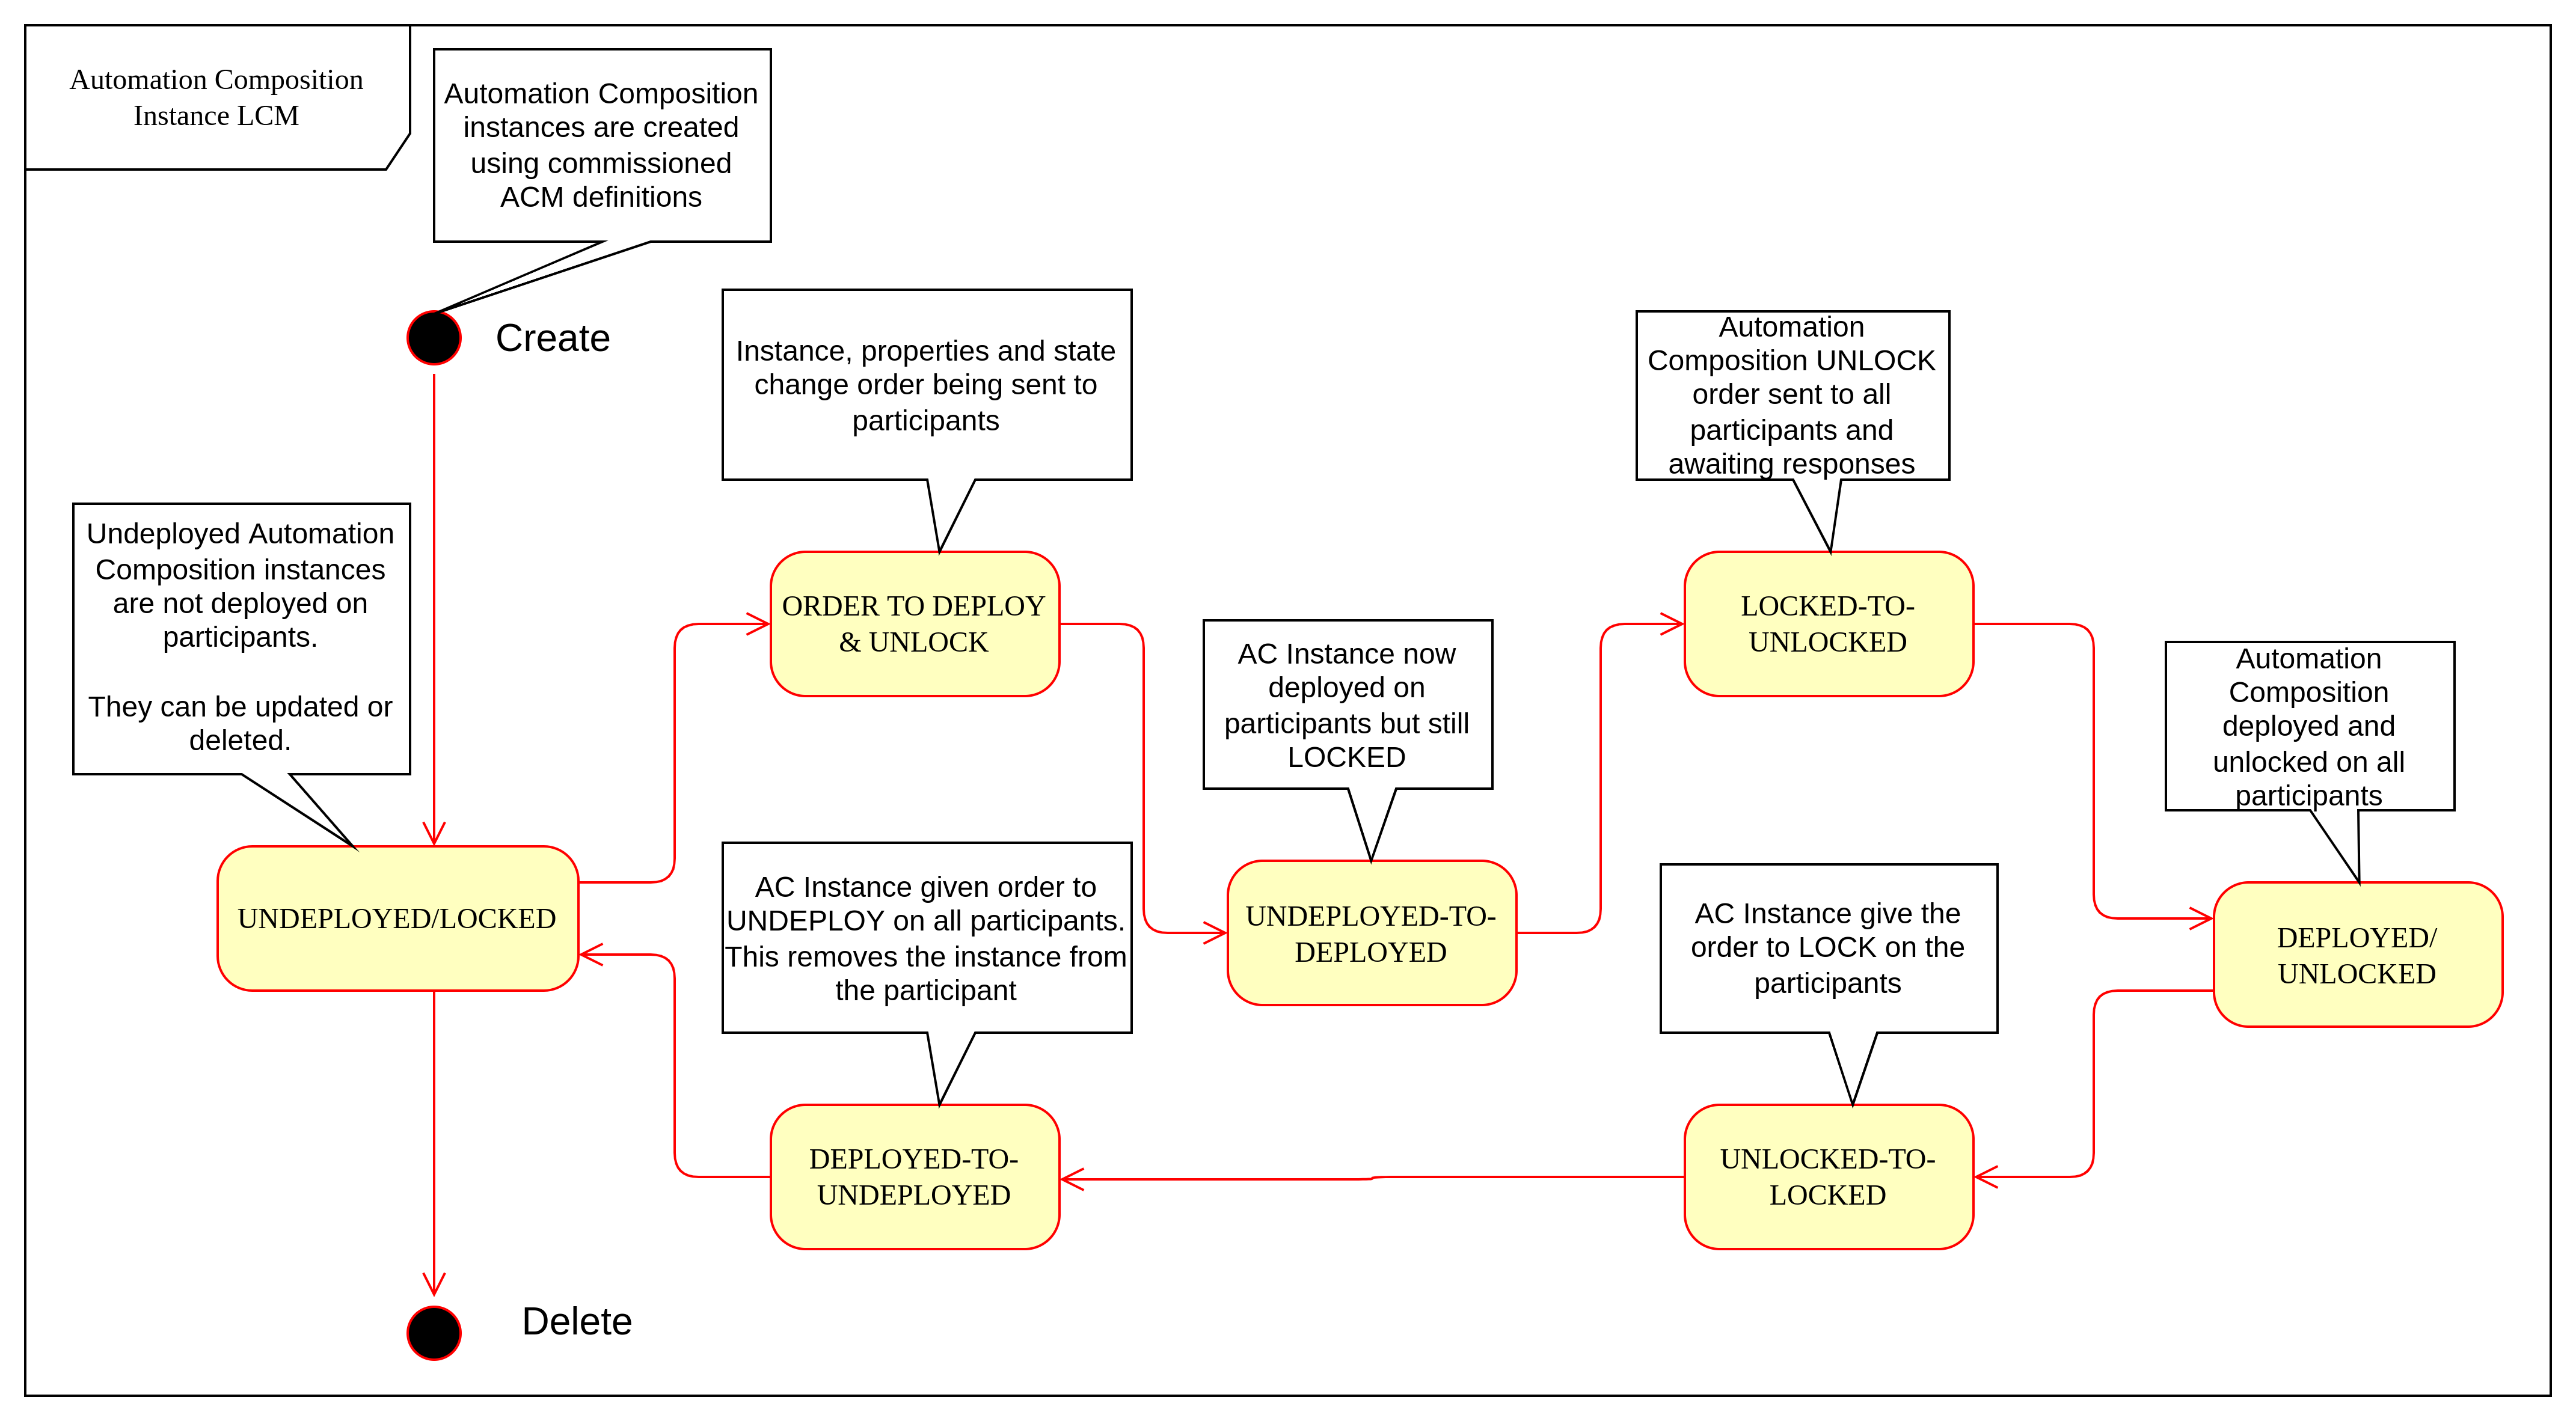 Automation Composition
Instance LCM
Automation Composition
instances are created
using commissioned
ACM definitions
Create
Instance, properties and state
change order being sent to
participants
Automation
Composition UNLOCK
order sent to all
participants and
awaiting responses
Undeployed Automation
Composition instances
are not deployed on
participants.
They can be updated or
deleted.
ORDER TO DEPLOY
& UNLOCK
LOCKED-TO-
UNLOCKED
AC Instance now
deployed on
participants but still
LOCKED
Automation
Composition
deployed and
unlocked on all
participants
UNDEPLOYED/LOCKED
AC Instance given order to
UNDEPLOY on all participants.
This removes the instance from
the participant
UNDEPLOYED-TO-
DEPLOYED
AC Instance give the
order to LOCK on the
participants
DEPLOYED/
UNLOCKED
DEPLOYED-TO-
UNDEPLOYED
UNLOCKED-TO-
LOCKED
Delete